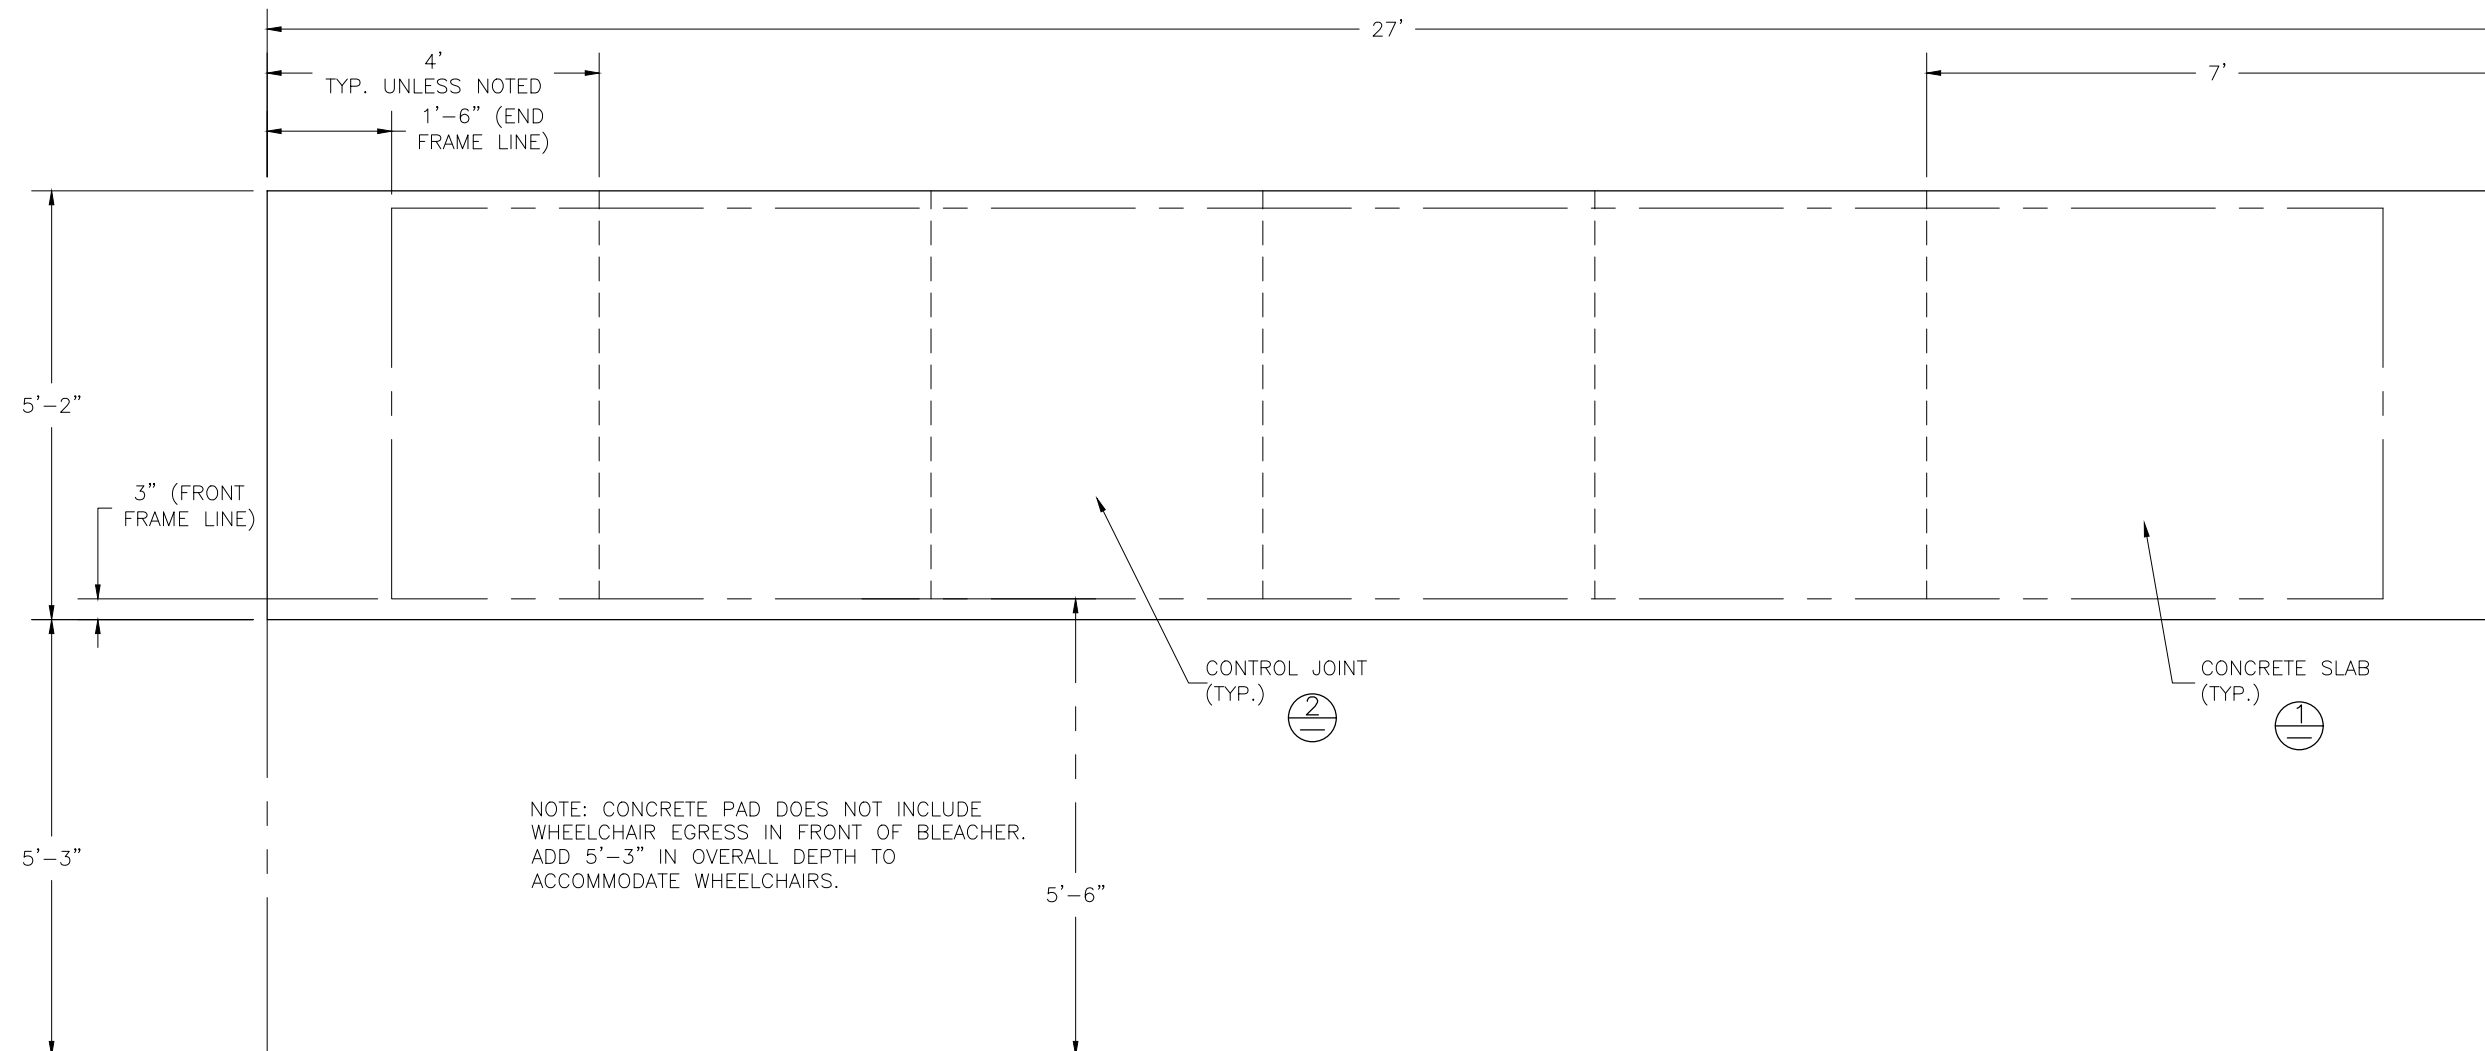 27'
4'
TYP. UNLESS NOTED
7'
1'-6" (END
FRAME LINE)
5'-2"
3" (FRONT
FRAME LINE)
CONTROL JOINT
(TYP.)
2
CONCRETE SLAB
(TYP.)
1
NOTE: CONCRETE PAD DOES NOT INCLUDE
WHEELCHAIR EGRESS IN FRONT OF BLEACHER.
ADD 5'-3" IN OVERALL DEPTH TO
ACCOMMODATE WHEELCHAIRS.
5'-3"
5'-6"